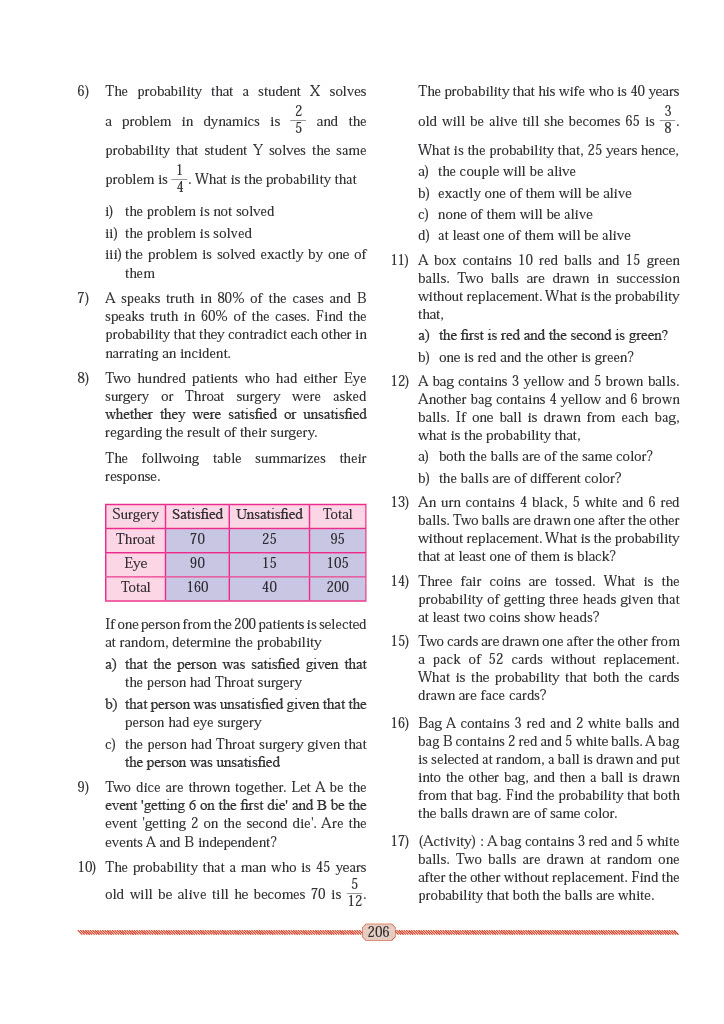 6) The probability that a student X solves
a problem in dynamics is 2/5 and the
probability that student Y solves the same
problem is 1/4. What is the probability that
i) the problem is not solved
ii) the problem is solved
iii) the problem is solved exactly by one of
them
7) A speaks truth in 80% of the cases and B
speaks truth in 60% of the cases. Find the
probability that they contradict each other in
narrating an incident.
8) Two hundred patients who had either Eye
surgery or Throat surgery were asked
whether they were satisfied or unsatisfied
regarding the result of their surgery.
The follwoing table summarizes their
response.
Surgery Satisfied Unsatisfied Total
Throat 70 25 95
Eye 90 15 105
Total 160 40 200
If one person from the 200 patients is selected
at random, determine the probability
a) that the person was satisfied given that
the person had Throat surgery
b) that person was unsatisfied given that the
person had eye surgery
c) the person had Throat surgery given that
the person was unsatisfied
9) Two dice are thrown together. Let A be the
event 'getting 6 on the first die' and B be the
event 'getting 2 on the second die'. Are the
events A and B independent?
10) The probability that a man who is 45 years
old will be alive till he becomes 70 is 5/12.
The probability that his wife who is 40 years
old will be alive till she becomes 65 is 3/8.
What is the probability that, 25 years hence,
a) the couple will be alive
b) exactly one of them will be alive
c) none of them will be alive
d) at least one of them will be alive
11) A box contains 10 red balls and 15 green
balls. Two balls are drawn in succession
without replacement. What is the probability
that,
a) the first is red and the second is green?
b) one is red and the other is green?
12) A bag contains 3 yellow and 5 brown balls.
Another bag contains 4 yellow and 6 brown
balls. If one ball is drawn from each bag,
what is the probability that,
a) both the balls are of the same color?
b) the balls are of different color?
13) An urn contains 4 black, 5 white and 6 red
balls. Two balls are drawn one after the other
without replacement. What is the probability
that at least one of them is black?
14) Three fair coins are tossed. What is the
probability of getting three heads given that
at least two coins show heads?
15) Two cards are drawn one after the other from
a pack of 52 cards without replacement.
What is the probability that both the cards
drawn are face cards?
16) Bag A contains 3 red and 2 white balls and
bag B contains 2 red and 5 white balls. A bag
is selected at random, a ball is drawn and put
into the other bag, and then a ball is drawn
from that bag. Find the probability that both
the balls drawn are of same color.
17) (Activity) : A bag contains 3 red and 5 white
balls. Two balls are drawn at random one
after the other without replacement. Find the
probability that both the balls are white.
206